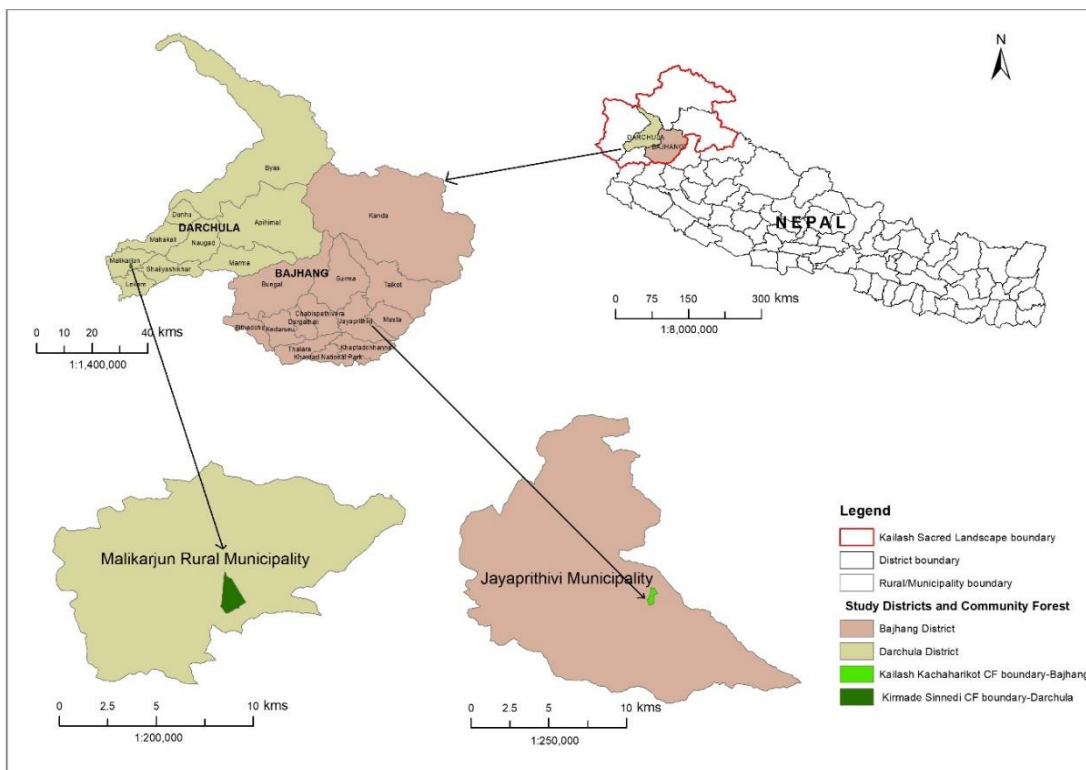 N
DARCHULA
BAJHANG
NEPAL
0 75 150 300 kms
1:8,000,000
Byas
Dunhu
Apihimal
DARCHULA
Mahakali
Naugad
Malikarjun
Shailyashikhar
Marma
Lekam
Kanda
BAJHANG
Bungal
Surma
Talkot
Chabispathivera
Durgathali
Jayaprithivi
Masta
Kedarseu
Thalara
Khaptadchhanna
Khaptad National Park
0 10 20 40 kms
1:1,400,000
Malikarjun Rural Municipality
0 2.5 5 10 kms
1:200,000
Jayaprithivi Municipality
0 2.5 5 10 kms
1:250,000
Legend
Kailash Sacred Landscape boundary
District boundary
Rural/Municipality boundary
Study Districts and Community Forest
Bajhang District
Darchula District
Kailash Kachaharikot CF boundary-Bajhang
Kirmade Sinnedi CF boundary-Darchula